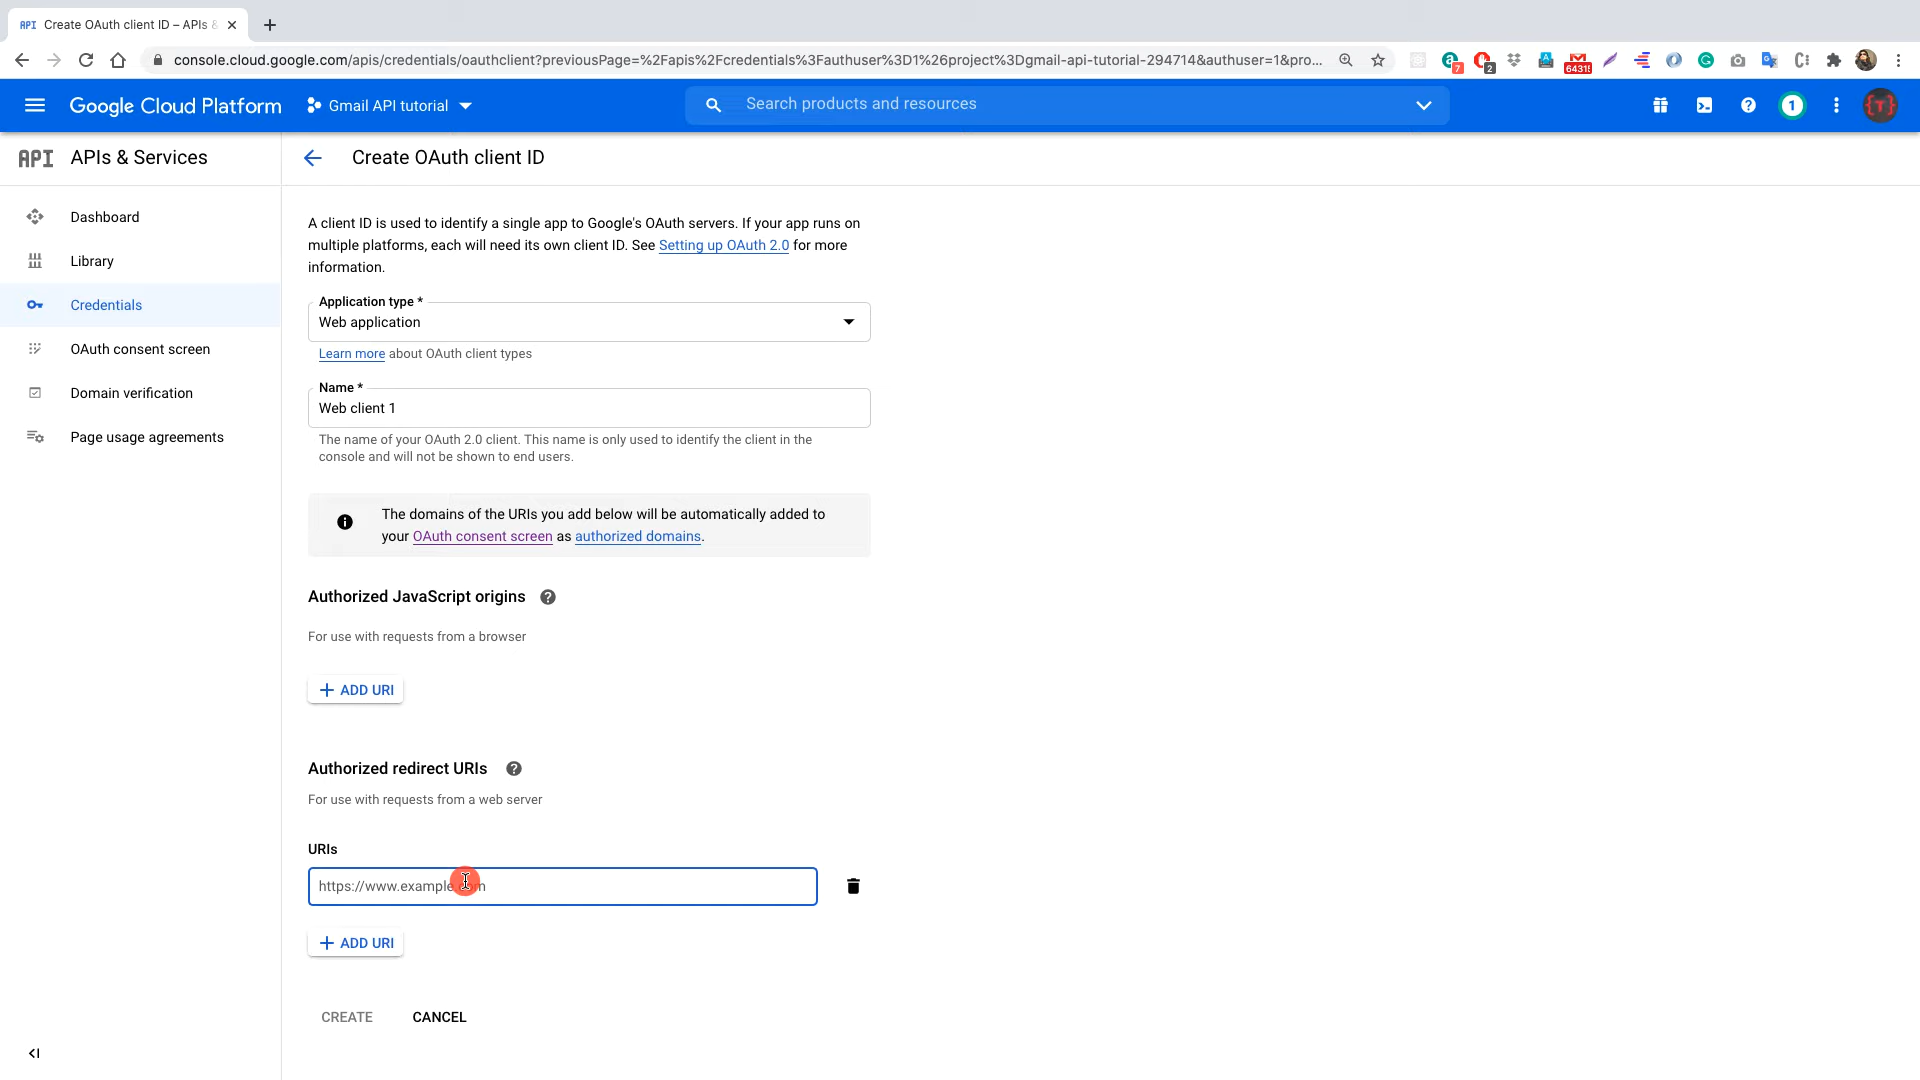 API Create OAuth client ID – APIs &
console.cloud.google.com/apis/credentials/oauthclient?previousPage=%2Fapis%2Fcredentials%3Fauthuser%3D1%26project%3Dgmail-api-tutorial-294714&authuser=1&pro...
7
2
64315
Google Cloud Platform
Gmail API tutorial
Search products and resources
1
{T}
API APIs & Services
Create OAuth client ID
Dashboard
Library
Credentials
OAuth consent screen
Domain verification
Page usage agreements
A client ID is used to identify a single app to Google's OAuth servers. If your app runs on
multiple platforms, each will need its own client ID. See Setting up OAuth 2.0 for more
information.
Application type *
Web application
Learn more about OAuth client types
Name *
Web client 1
The name of your OAuth 2.0 client. This name is only used to identify the client in the
console and will not be shown to end users.
The domains of the URIs you add below will be automatically added to
your OAuth consent screen as authorized domains.
Authorized JavaScript origins
For use with requests from a browser
+ ADD URI
Authorized redirect URIs
For use with requests from a web server
URIs
https://www.example.com
+ ADD URI
CREATE
CANCEL